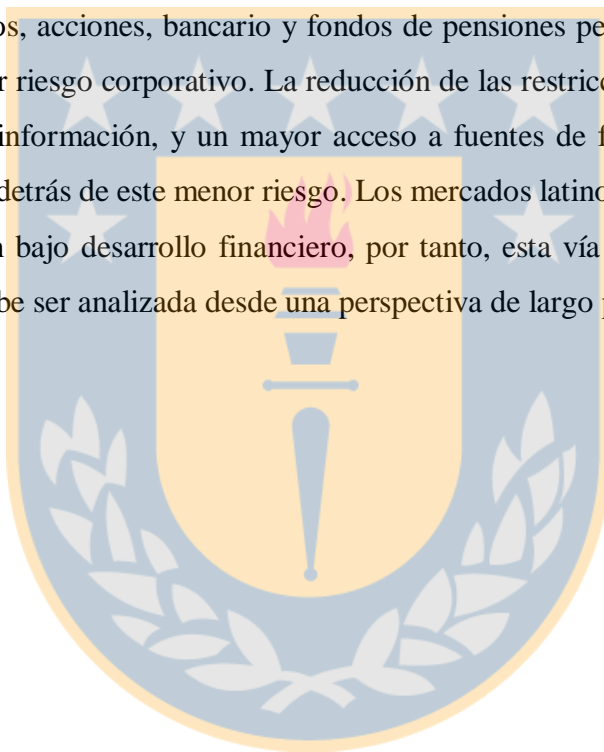 os, acciones, bancario y fondos de pensiones pe
r riesgo corporativo. La reducción de las restricc
información, y un mayor acceso a fuentes de f
detrás de este menor riesgo. Los mercados latino
n bajo desarrollo financiero, por tanto, esta vía
be ser analizada desde una perspectiva de largo p